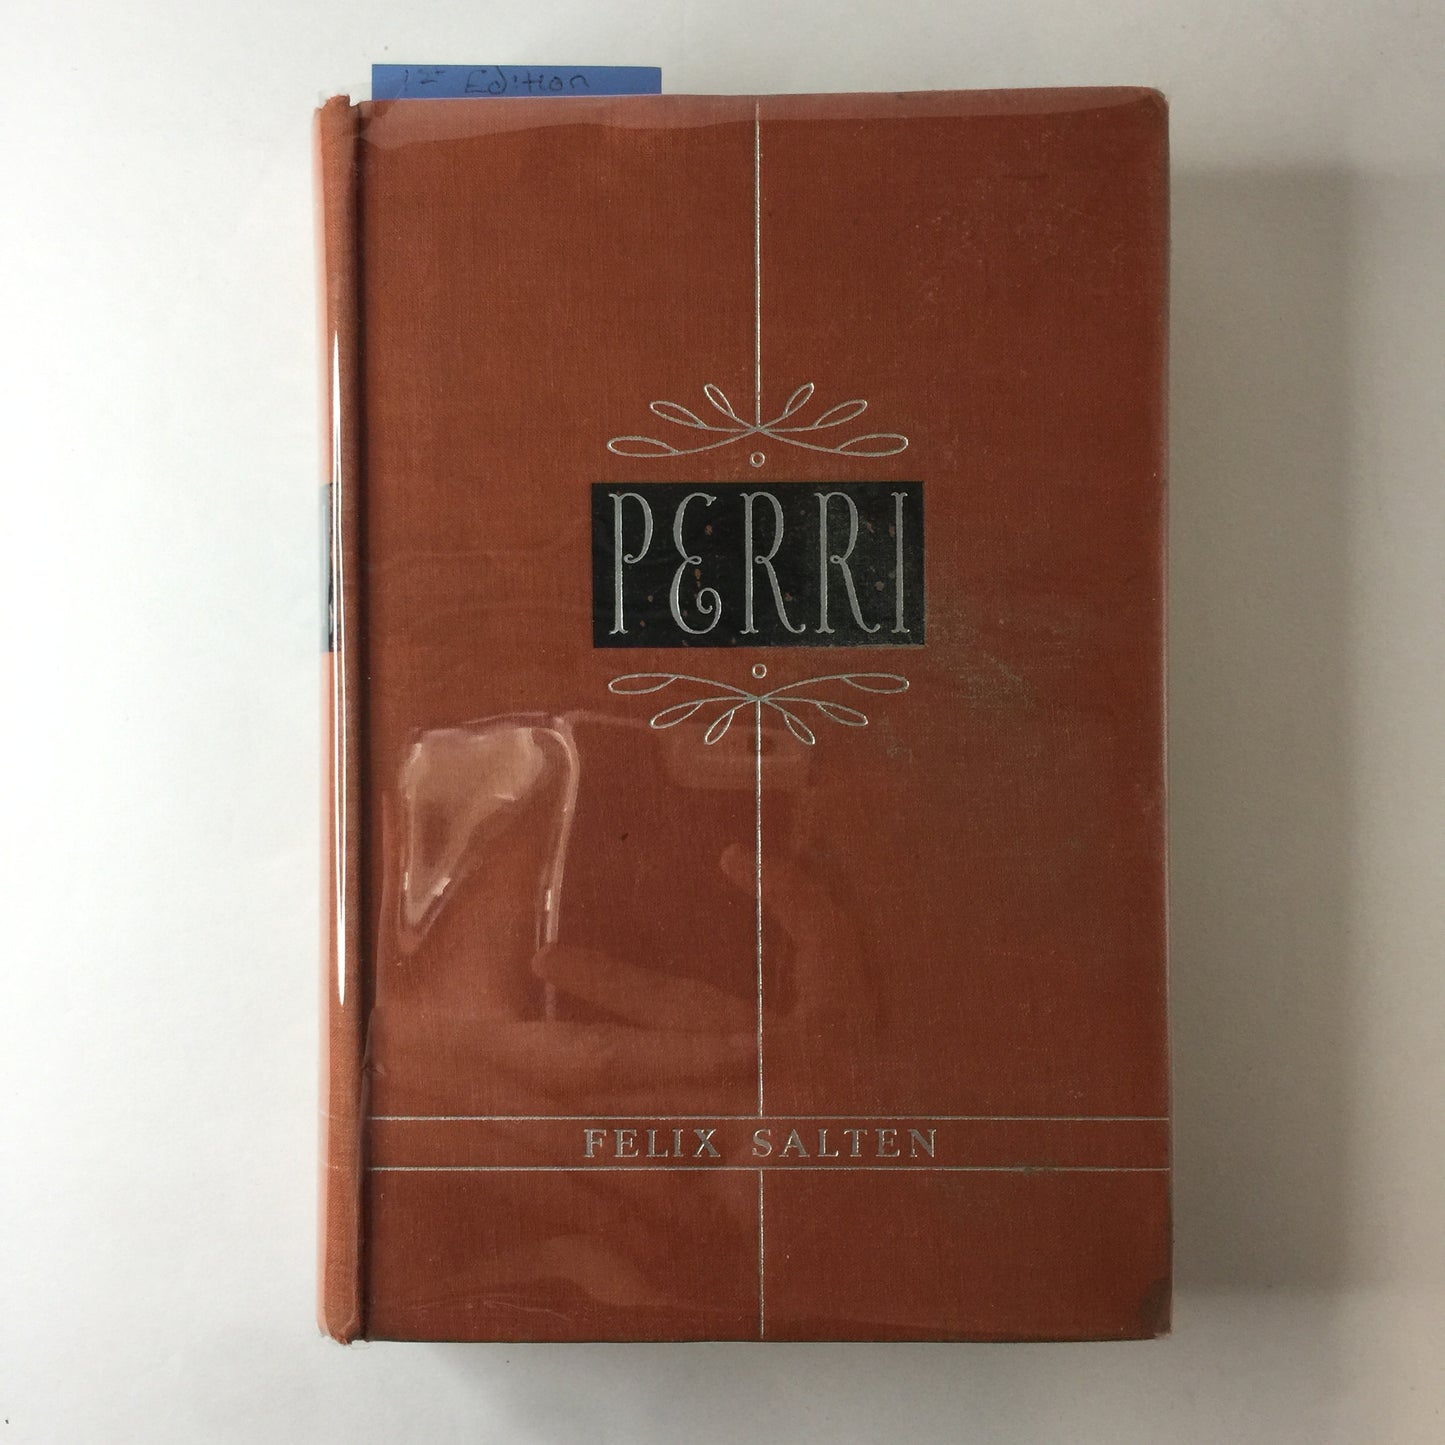 1st Edition
PERRI
FELIX SALTEN